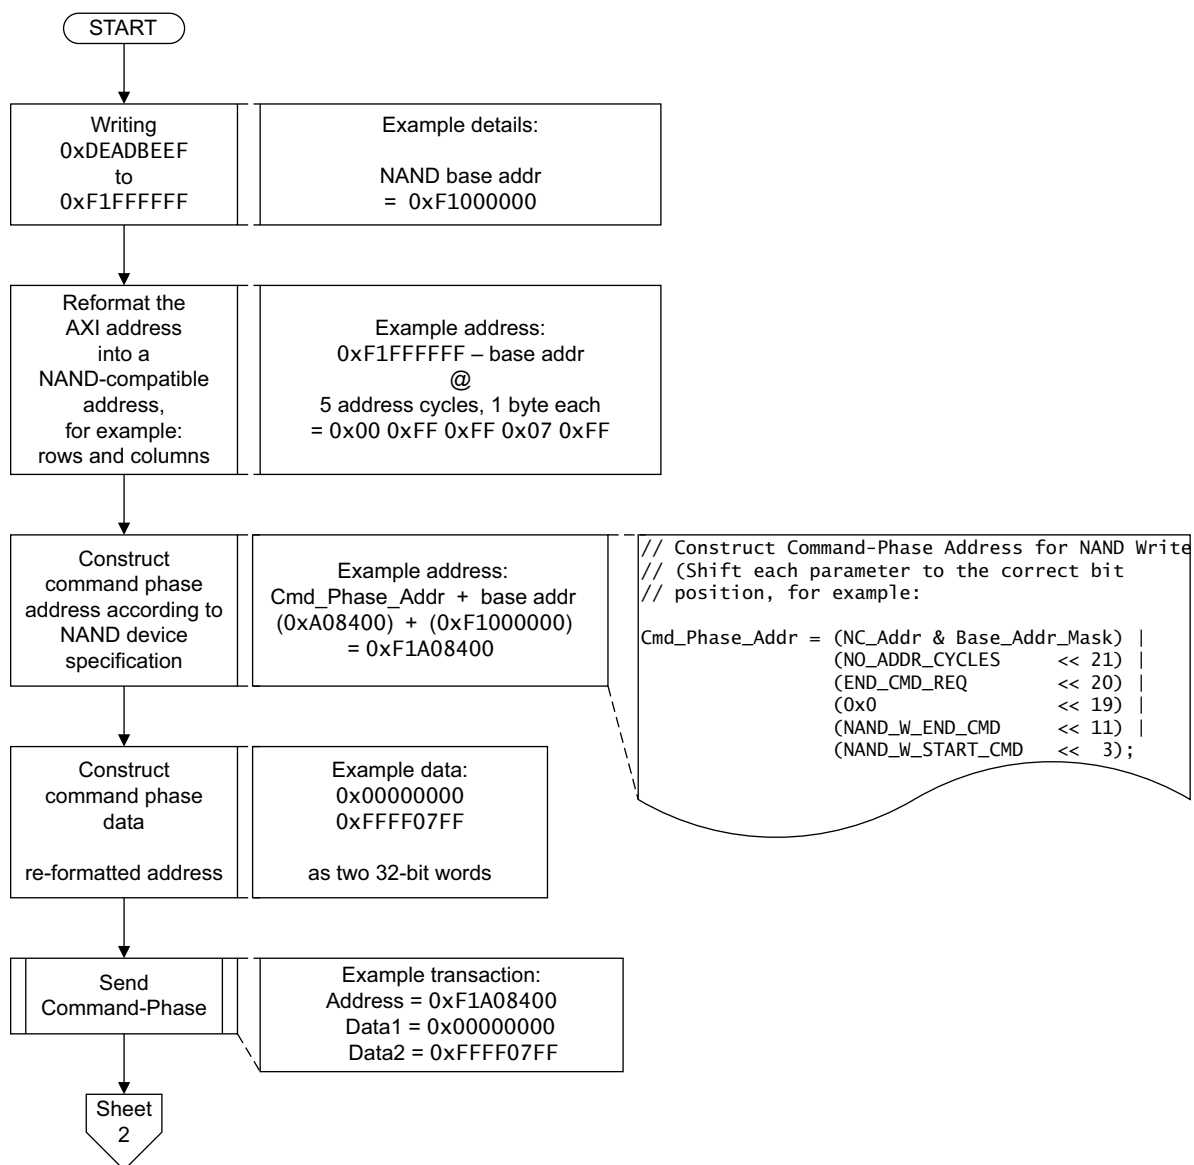 START
Writing
0xDEADBEEF
to
0xF1FFFFFF
Example details:
NAND base addr
= 0xF1000000
Reformat the
AXI address
into a
NAND-compatible
address,
for example:
rows and columns
Example address:
0xF1FFFFFF – base addr
@
5 address cycles, 1 byte each
= 0x00 0xFF 0xFF 0x07 0xFF
Construct
command phase
address according to
NAND device
specification
Example address:
Cmd_Phase_Addr + base addr
(0xA08400) + (0xF1000000)
= 0xF1A08400
// Construct Command-Phase Address for NAND Write
// (Shift each parameter to the correct bit
// position, for example:
Cmd_Phase_Addr = (NC_Addr & Base_Addr_Mask) |
(NO_ADDR_CYCLES << 21) |
(END_CMD_REQ << 20) |
(0x0 << 19) |
(NAND_W_END_CMD << 11) |
(NAND_W_START_CMD << 3);
Construct
command phase
data
re-formatted address
Example data:
0x00000000
0xFFFF07FF
as two 32-bit words
Send
Command-Phase
Example transaction:
Address = 0xF1A08400
Data1 = 0x00000000
Data2 = 0xFFFF07FF
Sheet
2